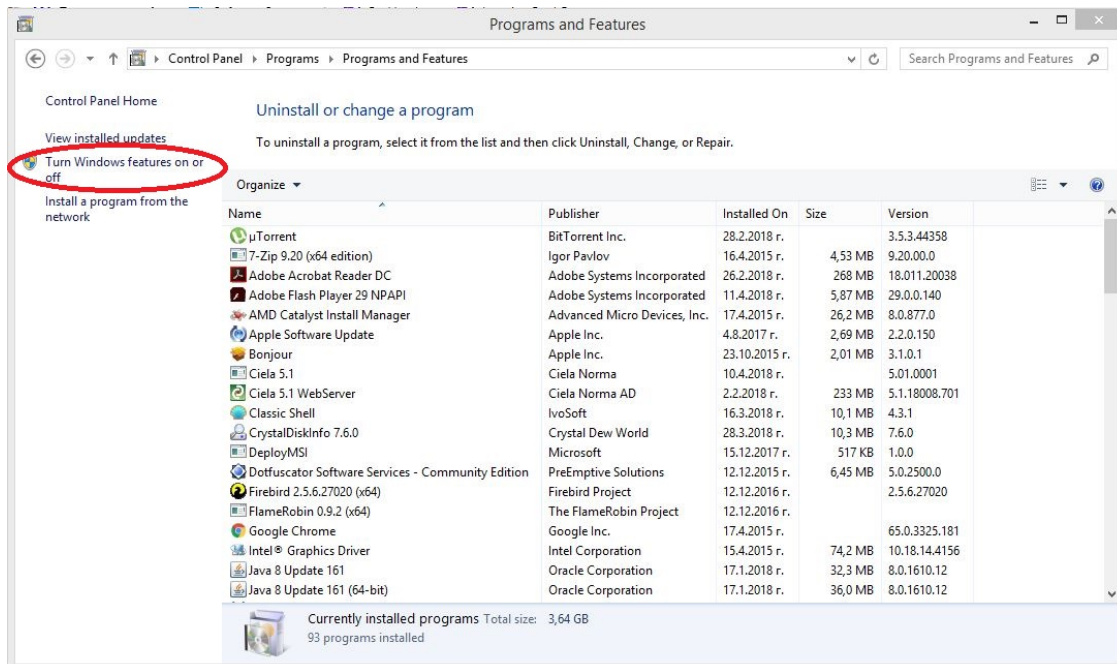 Programs and Features
Control Panel Programs Programs and Features
Search Programs and Features
Control Panel Home
View installed updates
Turn Windows features on or
off
Install a program from the
network
Uninstall or change a program
To uninstall a program, select it from the list and then click Uninstall, Change, or Repair.
Organize
Name Publisher Installed On Size Version
µTorrent BitTorrent Inc. 28.2.2018 г. 3.5.3.44358
7-Zip 9.20 (x64 edition) Igor Pavlov 16.4.2015 г. 4,53 MB 9.20.00.0
Adobe Acrobat Reader DC Adobe Systems Incorporated 26.2.2018 г. 268 MB 18.011.20038
Adobe Flash Player 29 NPAPI Adobe Systems Incorporated 11.4.2018 г. 5,87 MB 29.0.0.140
AMD Catalyst Install Manager Advanced Micro Devices, Inc. 17.4.2015 г. 26,2 MB 8.0.877.0
Apple Software Update Apple Inc. 4.8.2017 г. 2,69 MB 2.2.0.150
Bonjour Apple Inc. 23.10.2015 г. 2,01 MB 3.1.0.1
Ciela 5.1 Ciela Norma 10.4.2018 г. 5.01.0001
Ciela 5.1 WebServer Ciela Norma AD 2.2.2018 г. 233 MB 5.1.18008.701
Classic Shell IvoSoft 16.3.2018 г. 10,1 MB 4.3.1
CrystalDiskInfo 7.6.0 Crystal Dew World 28.3.2018 г. 10,3 MB 7.6.0
DeployMSI Microsoft 15.12.2017 г. 517 KB 1.0.0
Dotfuscator Software Services - Community Edition PreEmptive Solutions 12.12.2015 г. 6,45 MB 5.0.2500.0
Firebird 2.5.6.27020 (x64) Firebird Project 12.12.2016 г. 2.5.6.27020
FlameRobin 0.9.2 (x64) The FlameRobin Project 12.12.2016 г.
Google Chrome Google Inc. 17.4.2015 г. 65.0.3325.181
Intel® Graphics Driver Intel Corporation 15.4.2015 г. 74,2 MB 10.18.14.4156
Java 8 Update 161 Oracle Corporation 17.1.2018 г. 32,3 MB 8.0.1610.12
Java 8 Update 161 (64-bit) Oracle Corporation 17.1.2018 г. 36,0 MB 8.0.1610.12
Currently installed programs Total size: 3,64 GB
93 programs installed